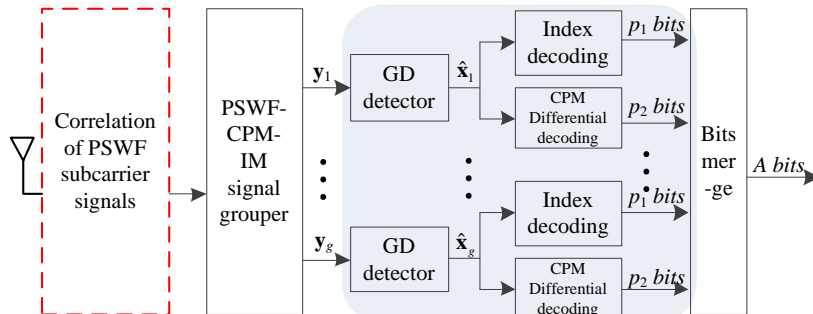 Correlation
of PSWF
subcarrier
signals
PSWF-
CPM-
IM
signal
grouper
y₁
GD
detector
x̂₁
Index
decoding
p₁ bits
CPM
Differential
decoding
p₂ bits
y_g
GD
detector
x̂_g
Index
decoding
p₁ bits
CPM
Differential
decoding
p₂ bits
Bits
mer
-ge
A bits